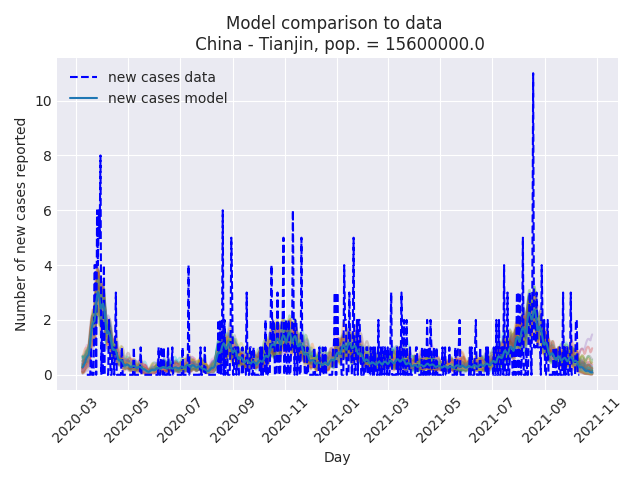 Model comparison to data
China - Tianjin, pop. = 15600000.0
new cases data
new cases model
Number of new cases reported
10
8
6
4
2
0
2020-03
2020-05
2020-07
2020-09
2020-11
2021-01
2021-03
2021-05
2021-07
2021-09
2021-11
Day